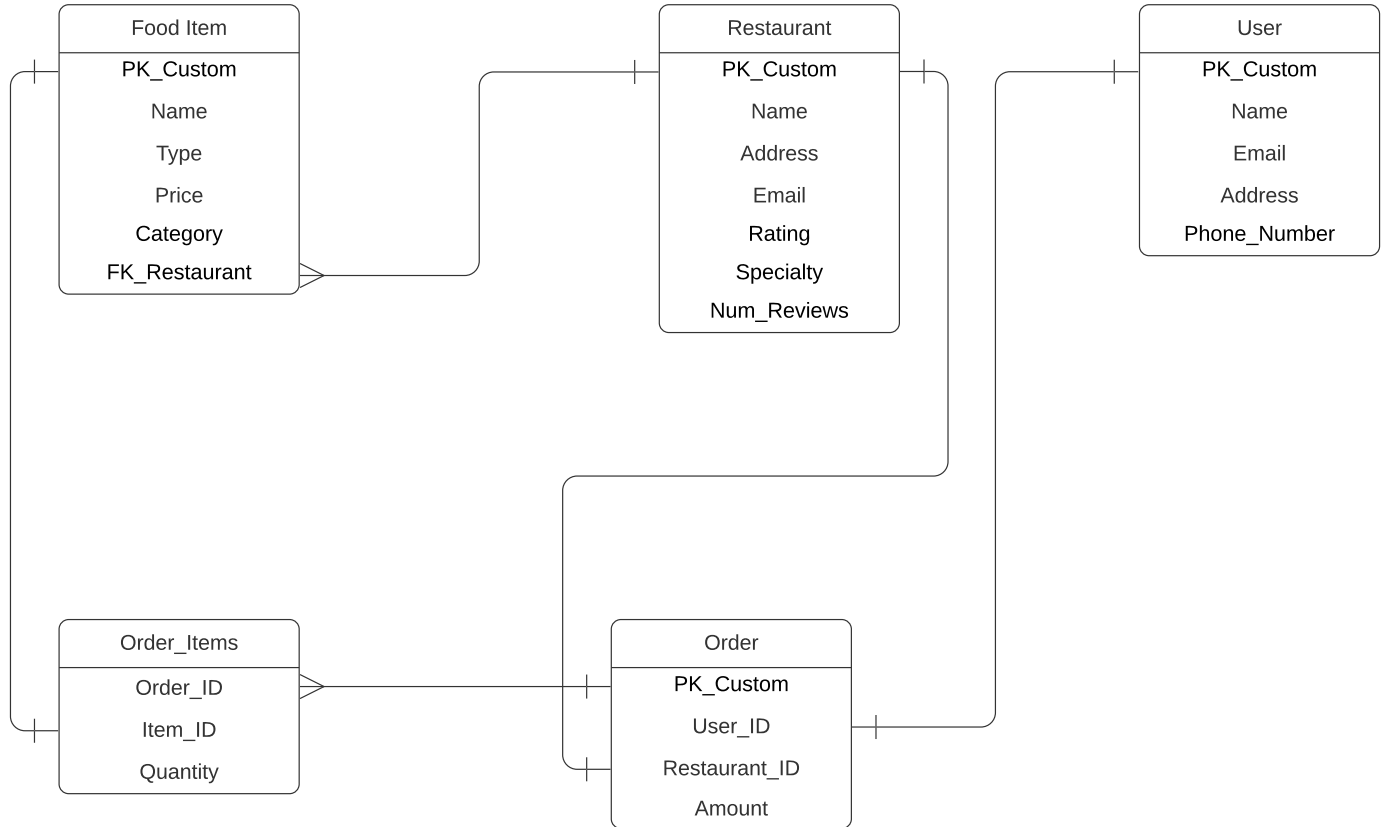 Food Item
PK_Custom
Name
Type
Price
Category
FK_Restaurant
Restaurant
PK_Custom
Name
Address
Email
Rating
Specialty
Num_Reviews
User
PK_Custom
Name
Email
Address
Phone_Number
Order_Items
Order_ID
Item_ID
Quantity
Order
PK_Custom
User_ID
Restaurant_ID
Amount